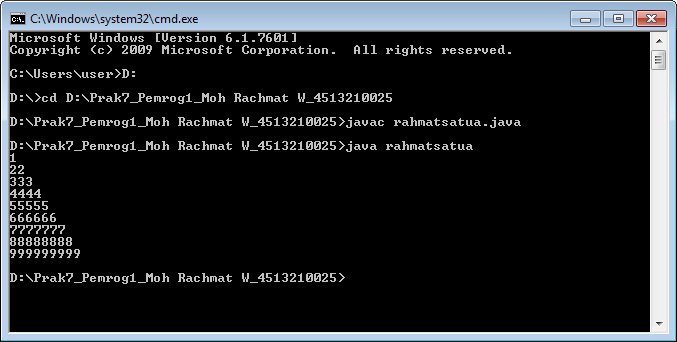 C:\Windows\system32\cmd.exe
Microsoft Windows [Version 6.1.7601]
Copyright (c) 2009 Microsoft Corporation.  All rights reserved.
C:\Users\user>D:
D:\>cd D:\Prak7_Pemrog1_Moh Rachmat W_4513210025
D:\Prak7_Pemrog1_Moh Rachmat W_4513210025>javac rahmatsatua.java
D:\Prak7_Pemrog1_Moh Rachmat W_4513210025>java rahmatsatua
1
22
333
4444
55555
666666
7777777
88888888
999999999
D:\Prak7_Pemrog1_Moh Rachmat W_4513210025>